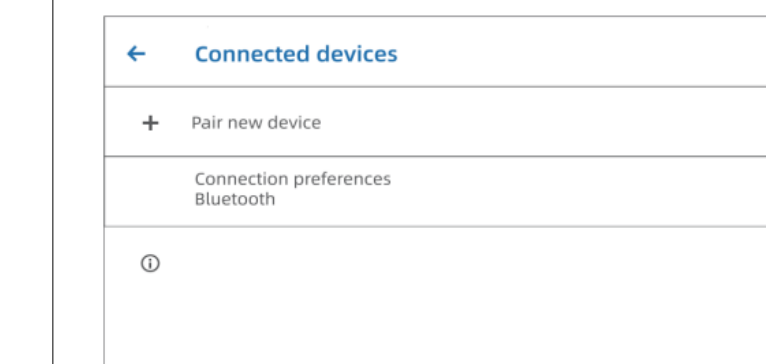 Connected devices
Pair new device
Connection preferences
Bluetooth